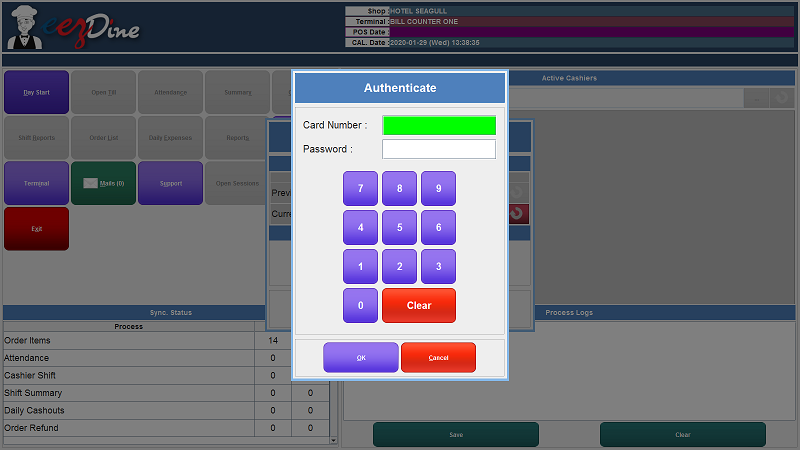 eezDine
Shop : HOTEL SEAGULL
Terminal : BILL COUNTER ONE
POS Date :
CAL. Date : 2020-01-29 (Wed) 13:38:35
Active Cashiers
Day Start
Open Till
Attendance
Summary
Shift Reports
Order List
Daily Expenses
Reports
Terminal
Mails (0)
Support
Open Sessions
Exit
Authenticate
Card Number :
Password :
7 8 9
4 5 6
1 2 3
0 Clear
OK
Cancel
Previ
Curre
Sync. Status
Process
Order Items 14
Attendance 0
Cashier Shift 0
Shift Summary 0 0
Daily Cashouts 0 0
Order Refund 0 0
Process Logs
Save
Clear